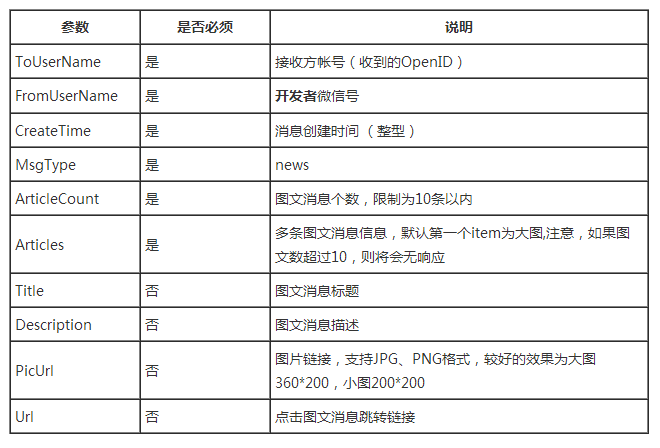 参数 是否必须 说明
ToUserName 是 接收方帐号（收到的OpenID）
FromUserName 是 开发者微信号
CreateTime 是 消息创建时间 （整型）
MsgType 是 news
ArticleCount 是 图文消息个数，限制为10条以内
Articles 是 多条图文消息信息，默认第一个item为大图,注意，如果图
文数超过10，则将会无响应
Title 否 图文消息标题
Description 否 图文消息描述
PicUrl 否 图片链接，支持JPG、PNG格式，较好的效果为大图
360*200，小图200*200
Url 否 点击图文消息跳转链接